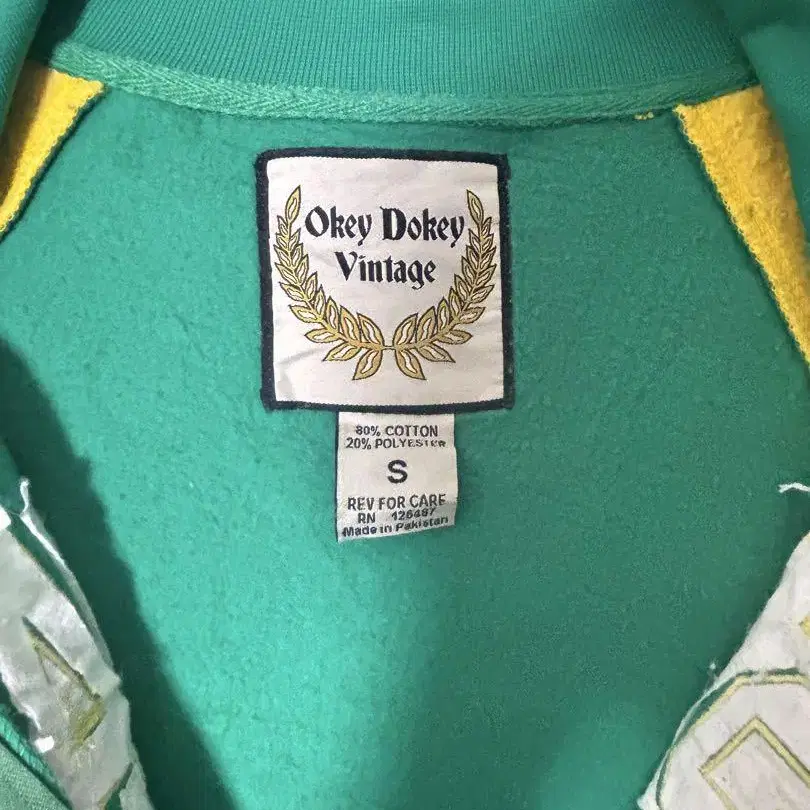 Okey Dokey
Vintage
80% COTTON
20% POLYESTER
S
REV FOR CARE
RN 126487
Made in Pakistan